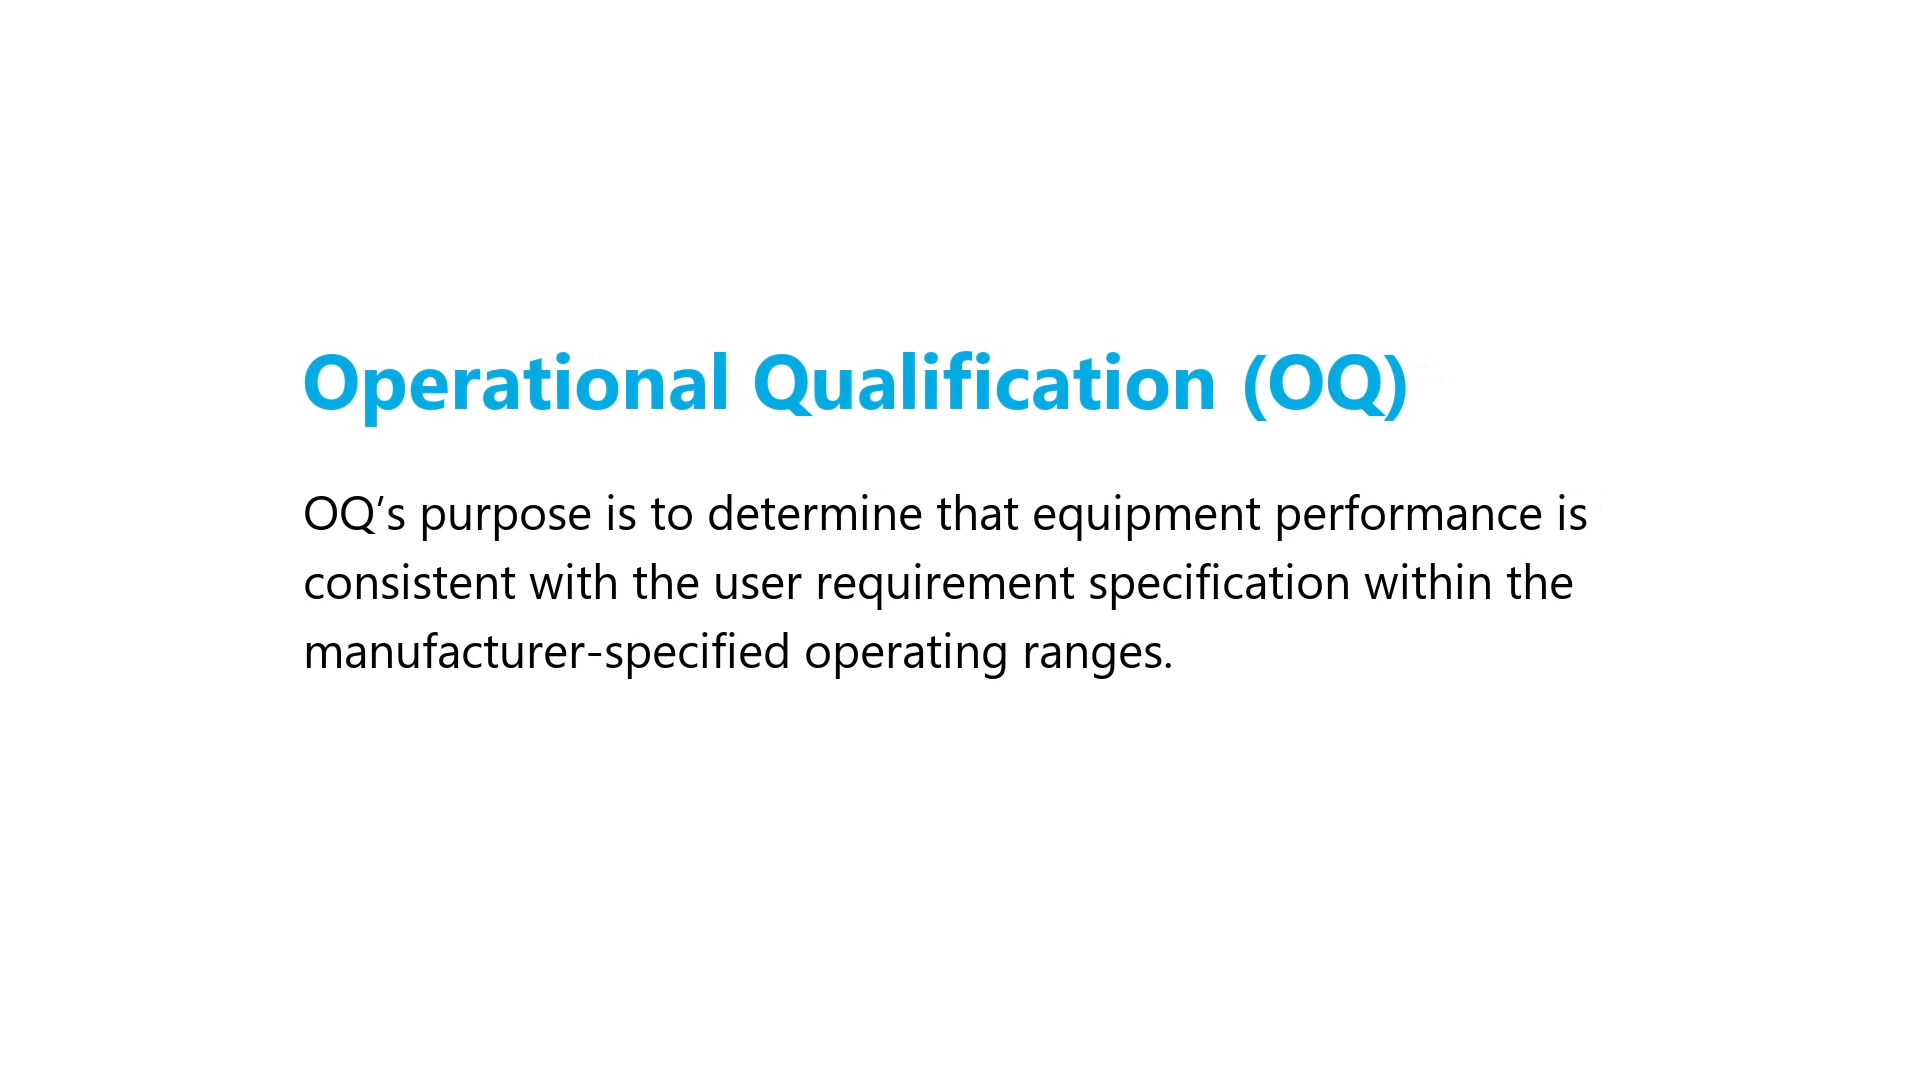 Operational Qualification (OQ)
OQ’s purpose is to determine that equipment performance is
consistent with the user requirement specification within the
manufacturer-specified operating ranges.